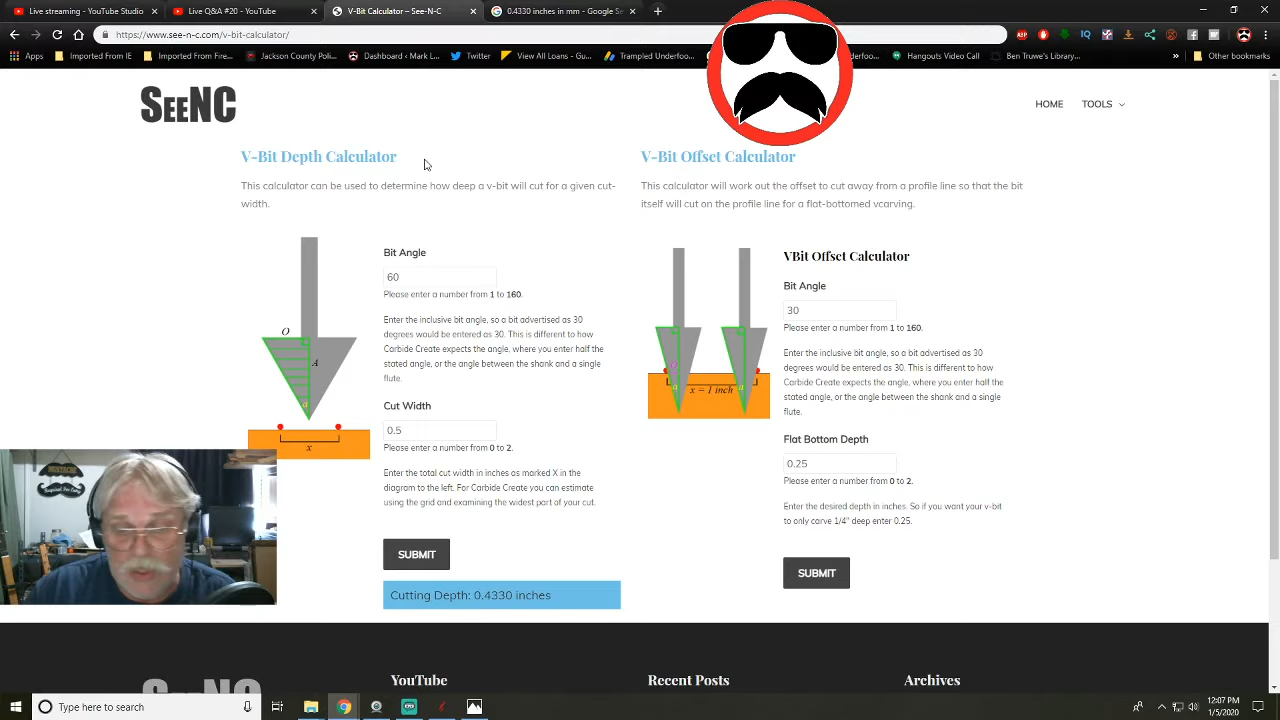 Live streaming - YouTube Studio
Live Q&A #20 - YouTube
V-Bit Calculator – See-N-C
0.4330 inches in mm - Google Se
https://www.see-n-c.com/v-bit-calculator/
Apps
Imported From IE
Imported From Fire...
Jackson County Poli...
Dashboard ‹ Mark L...
Twitter
View All Loans - Gu...
Trampled Underfoo...
dfoo...
Hangouts Video Call
Ben Truwe's Library...
Other bookmarks
SEENC
HOME
TOOLS
V-Bit Depth Calculator
This calculator can be used to determine how deep a v-bit will cut for a given cut-
width.
O
A
a
x
Bit Angle
60
Please enter a number from 1 to 160.
Enter the inclusive bit angle, so a bit advertised as 30
degrees would be entered as 30. This is different to how
Carbide Create expects the angle, where you enter half the
stated angle, or the angle between the shank and a single
flute.
Cut Width
0.5
Please enter a number from 0 to 2.
Enter the total cut width in inches as marked X in the
diagram to the left. For Carbide Create you can estimate
using the grid and examining the widest part of your cut.
SUBMIT
Cutting Depth: 0.4330 inches
V-Bit Offset Calculator
This calculator will work out the offset to cut away from a profile line so that the bit
itself will cut on the profile line for a flat-bottomed vcarving.
a
a
x = 1 inch
VBit Offset Calculator
Bit Angle
30
Please enter a number from 1 to 160.
Enter the inclusive bit angle, so a bit advertised as 30
degrees would be entered as 30. This is different to how
Carbide Create expects the angle, where you enter half the
stated angle, or the angle between the shank and a single
flute.
Flat Bottom Depth
0.25
Please enter a number from 0 to 2.
Enter the desired depth in inches. So if you want your v-bit
to only carve 1/4" deep enter 0.25.
SUBMIT
SEENC
YouTube
Recent Posts
Archives
Type here to search
12:07 PM
1/5/2020